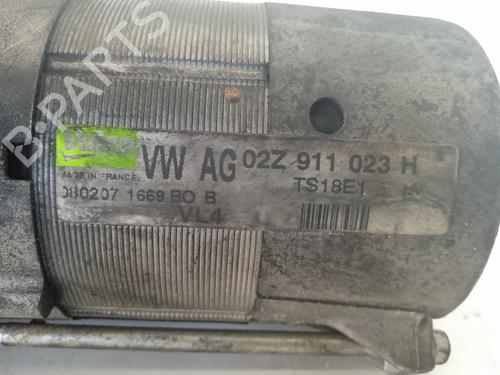 B-PARTS
Valeo VW AG 02Z 911 023 H
MADE IN FRANCE TS18E1
080207 1669 BO B
VL4